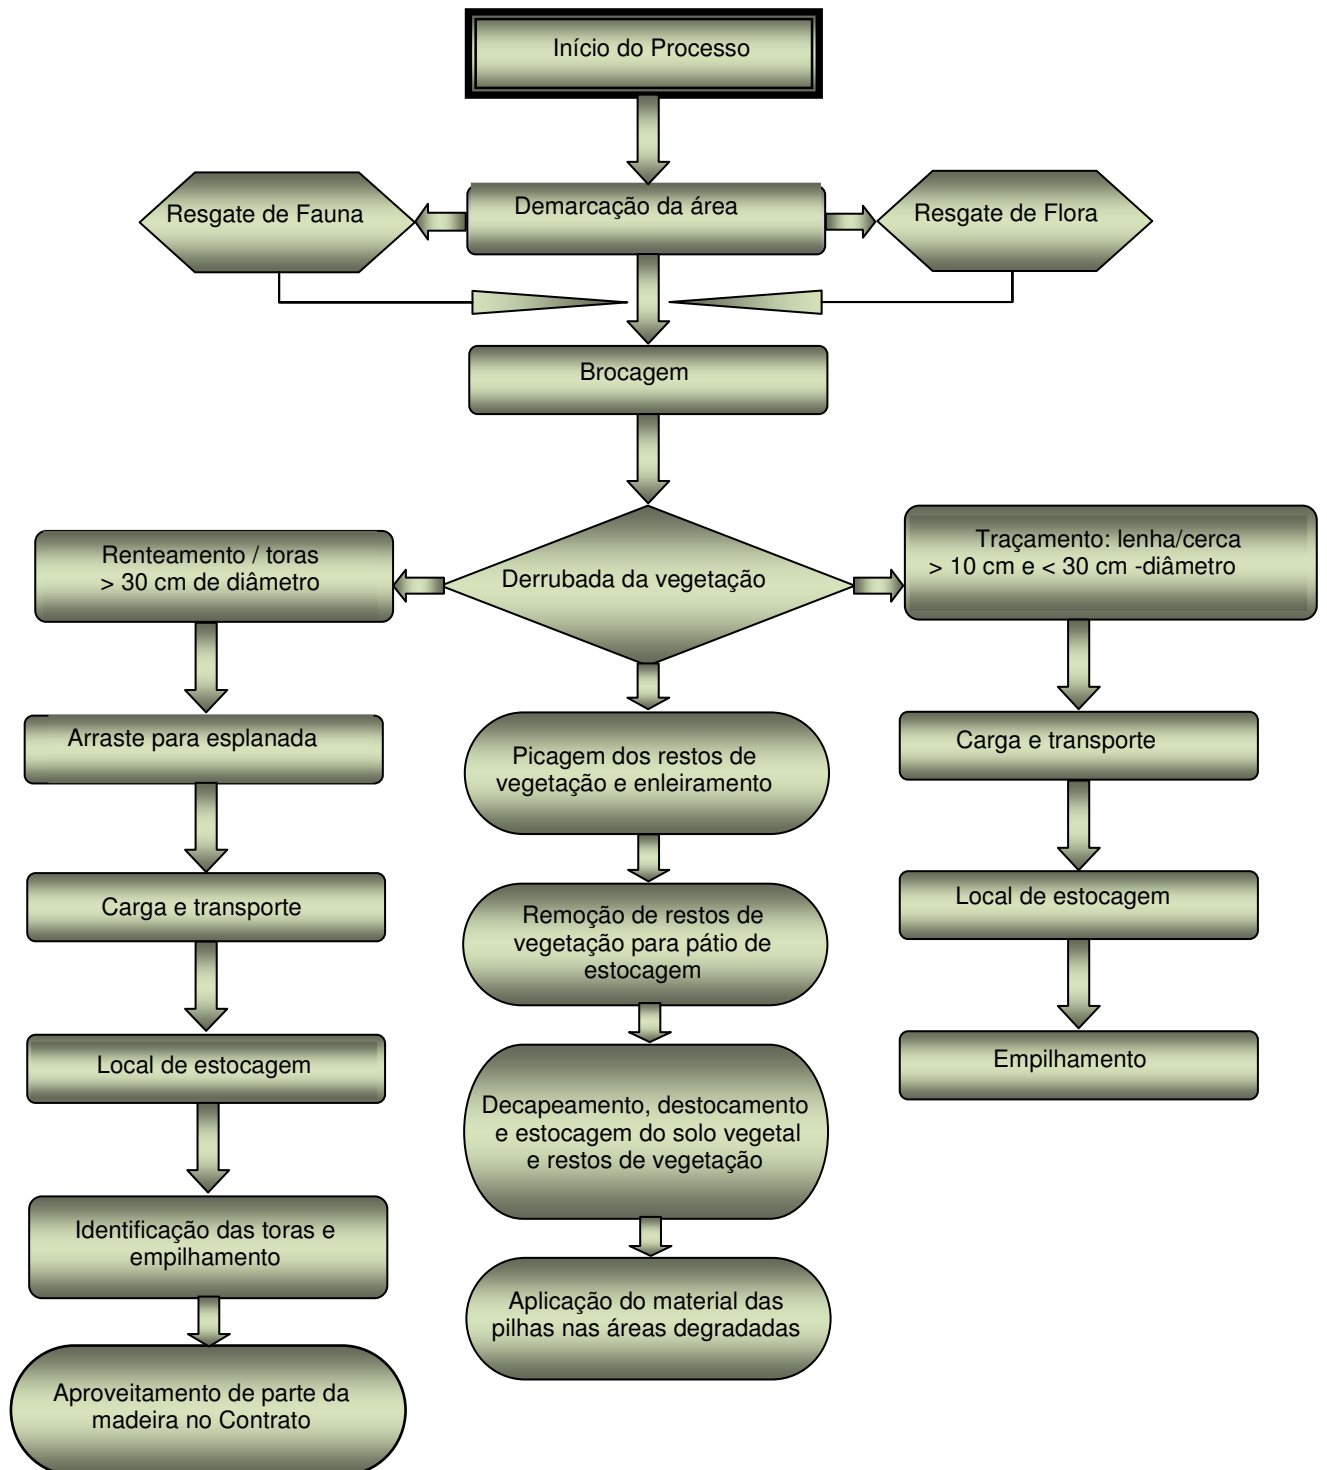 Início do Processo
Resgate de Fauna
Demarcação da área
Resgate de Flora
Brocagem
Renteamento / toras
> 30 cm de diâmetro
Derrubada da vegetação
Traçamento: lenha/cerca
> 10 cm e < 30 cm -diâmetro
Arraste para esplanada
Carga e transporte
Local de estocagem
Identificação das toras e
empilhamento
Aproveitamento de parte da
madeira no Contrato
Picagem dos restos de
vegetação e enleiramento
Remoção de restos de
vegetação para pátio de
estocagem
Decapeamento, destocamento
e estocagem do solo vegetal
e restos de vegetação
Aplicação do material das
pilhas nas áreas degradadas
Carga e transporte
Local de estocagem
Empilhamento